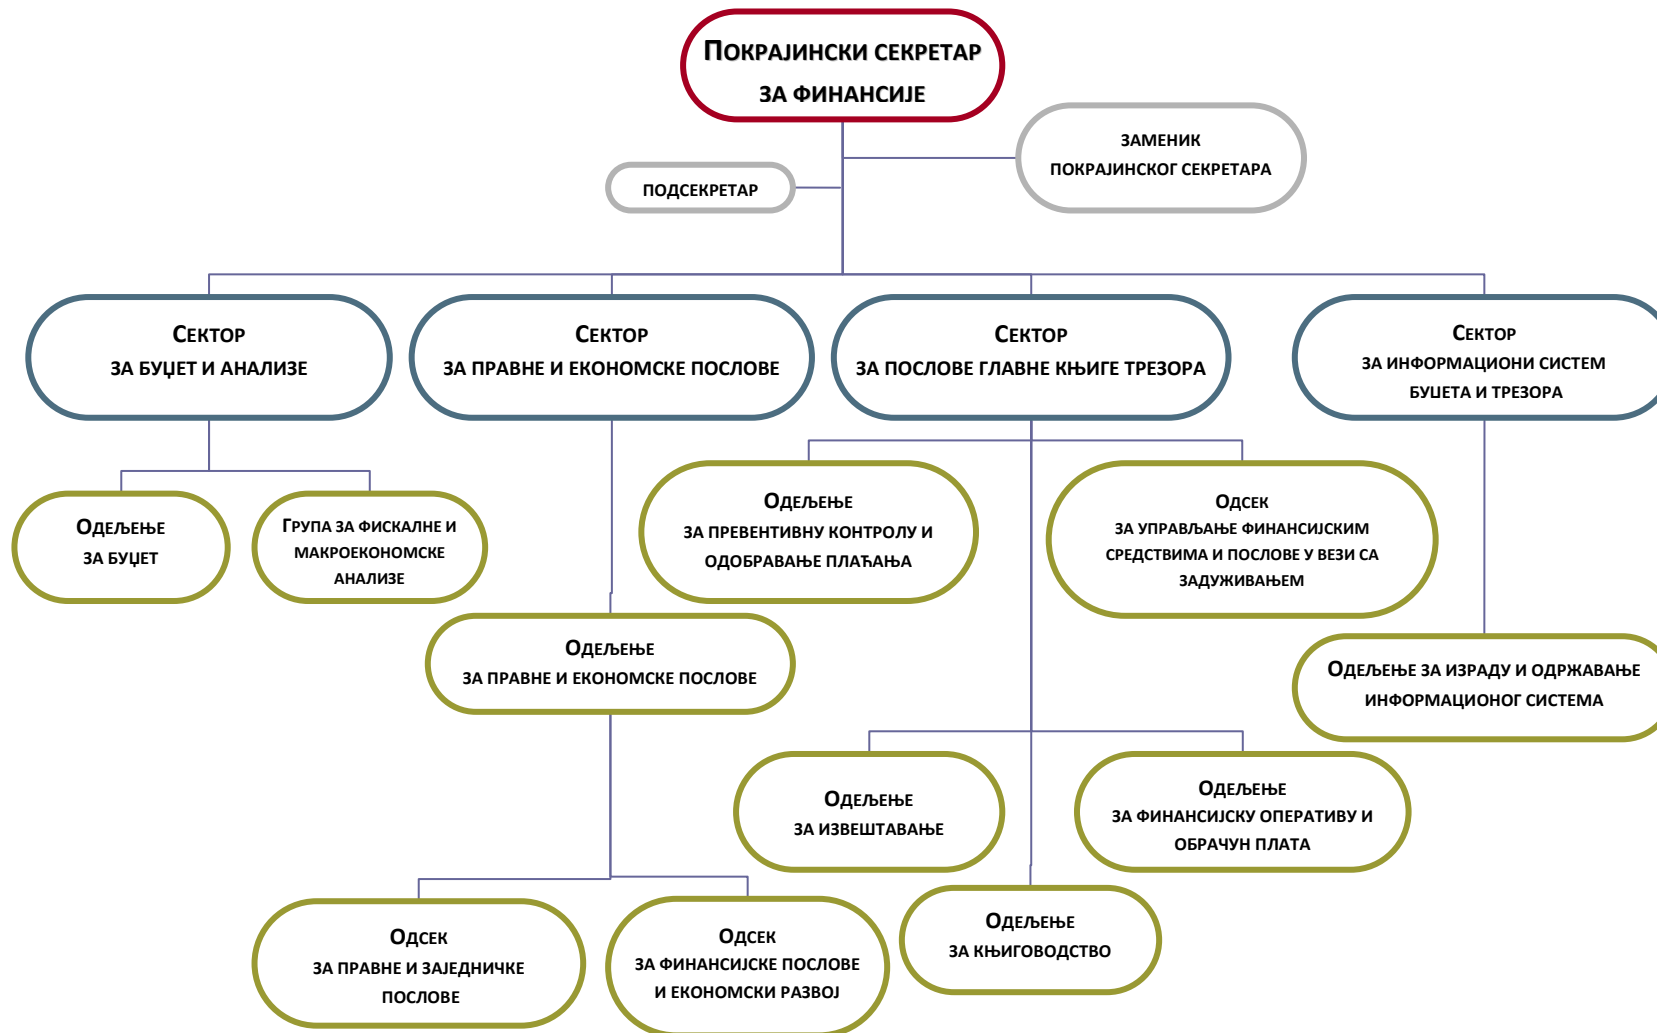 ПОКРАЈИНСКИ СЕКРЕТАР
ЗА ФИНАНСИЈЕ
ЗАМЕНИК
ПОКРАЈИНСКОГ СЕКРЕТАРА
ПОДСЕКРЕТАР
СЕКТОР
ЗА БУЏЕТ И АНАЛИЗЕ
СЕКТОР
ЗА ПРАВНЕ И ЕКОНОМСКЕ ПОСЛОВЕ
СЕКТОР
ЗА ПОСЛОВЕ ГЛАВНЕ КЊИГЕ ТРЕЗОРА
СЕКТОР
ЗА ИНФОРМАЦИОНИ СИСТЕМ
БУЏЕТА И ТРЕЗОРА
ОДЕЉЕЊЕ
ЗА БУЏЕТ
ГРУПА ЗА ФИСКАЛНЕ И
МАКРОЕКОНОМСКЕ
АНАЛИЗЕ
ОДЕЉЕЊЕ
ЗА ПРЕВЕНТИВНУ КОНТРОЛУ И
ОДОБРАВАЊЕ ПЛАЋАЊА
ОДСЕК
ЗА УПРАВЉАЊЕ ФИНАНСИЈСКИМ
СРЕДСТВИМА И ПОСЛОВЕ У ВЕЗИ СА
ЗАДУЖИВАЊЕМ
ОДЕЉЕЊЕ
ЗА ПРАВНЕ И ЕКОНОМСКЕ ПОСЛОВЕ
ОДЕЉЕЊЕ ЗА ИЗРАДУ И ОДРЖАВАЊЕ
ИНФОРМАЦИОНОГ СИСТЕМА
ОДЕЉЕЊЕ
ЗА ИЗВЕШТАВАЊЕ
ОДЕЉЕЊЕ
ЗА ФИНАНСИЈСКУ ОПЕРАТИВУ И
ОБРАЧУН ПЛАТА
ОДСЕК
ЗА ПРАВНЕ И ЗАЈЕДНИЧКЕ
ПОСЛОВЕ
ОДСЕК
ЗА ФИНАНСИЈСКЕ ПОСЛОВЕ
И ЕКОНОМСКИ РАЗВОЈ
ОДЕЉЕЊЕ
ЗА КЊИГОВОДСТВО